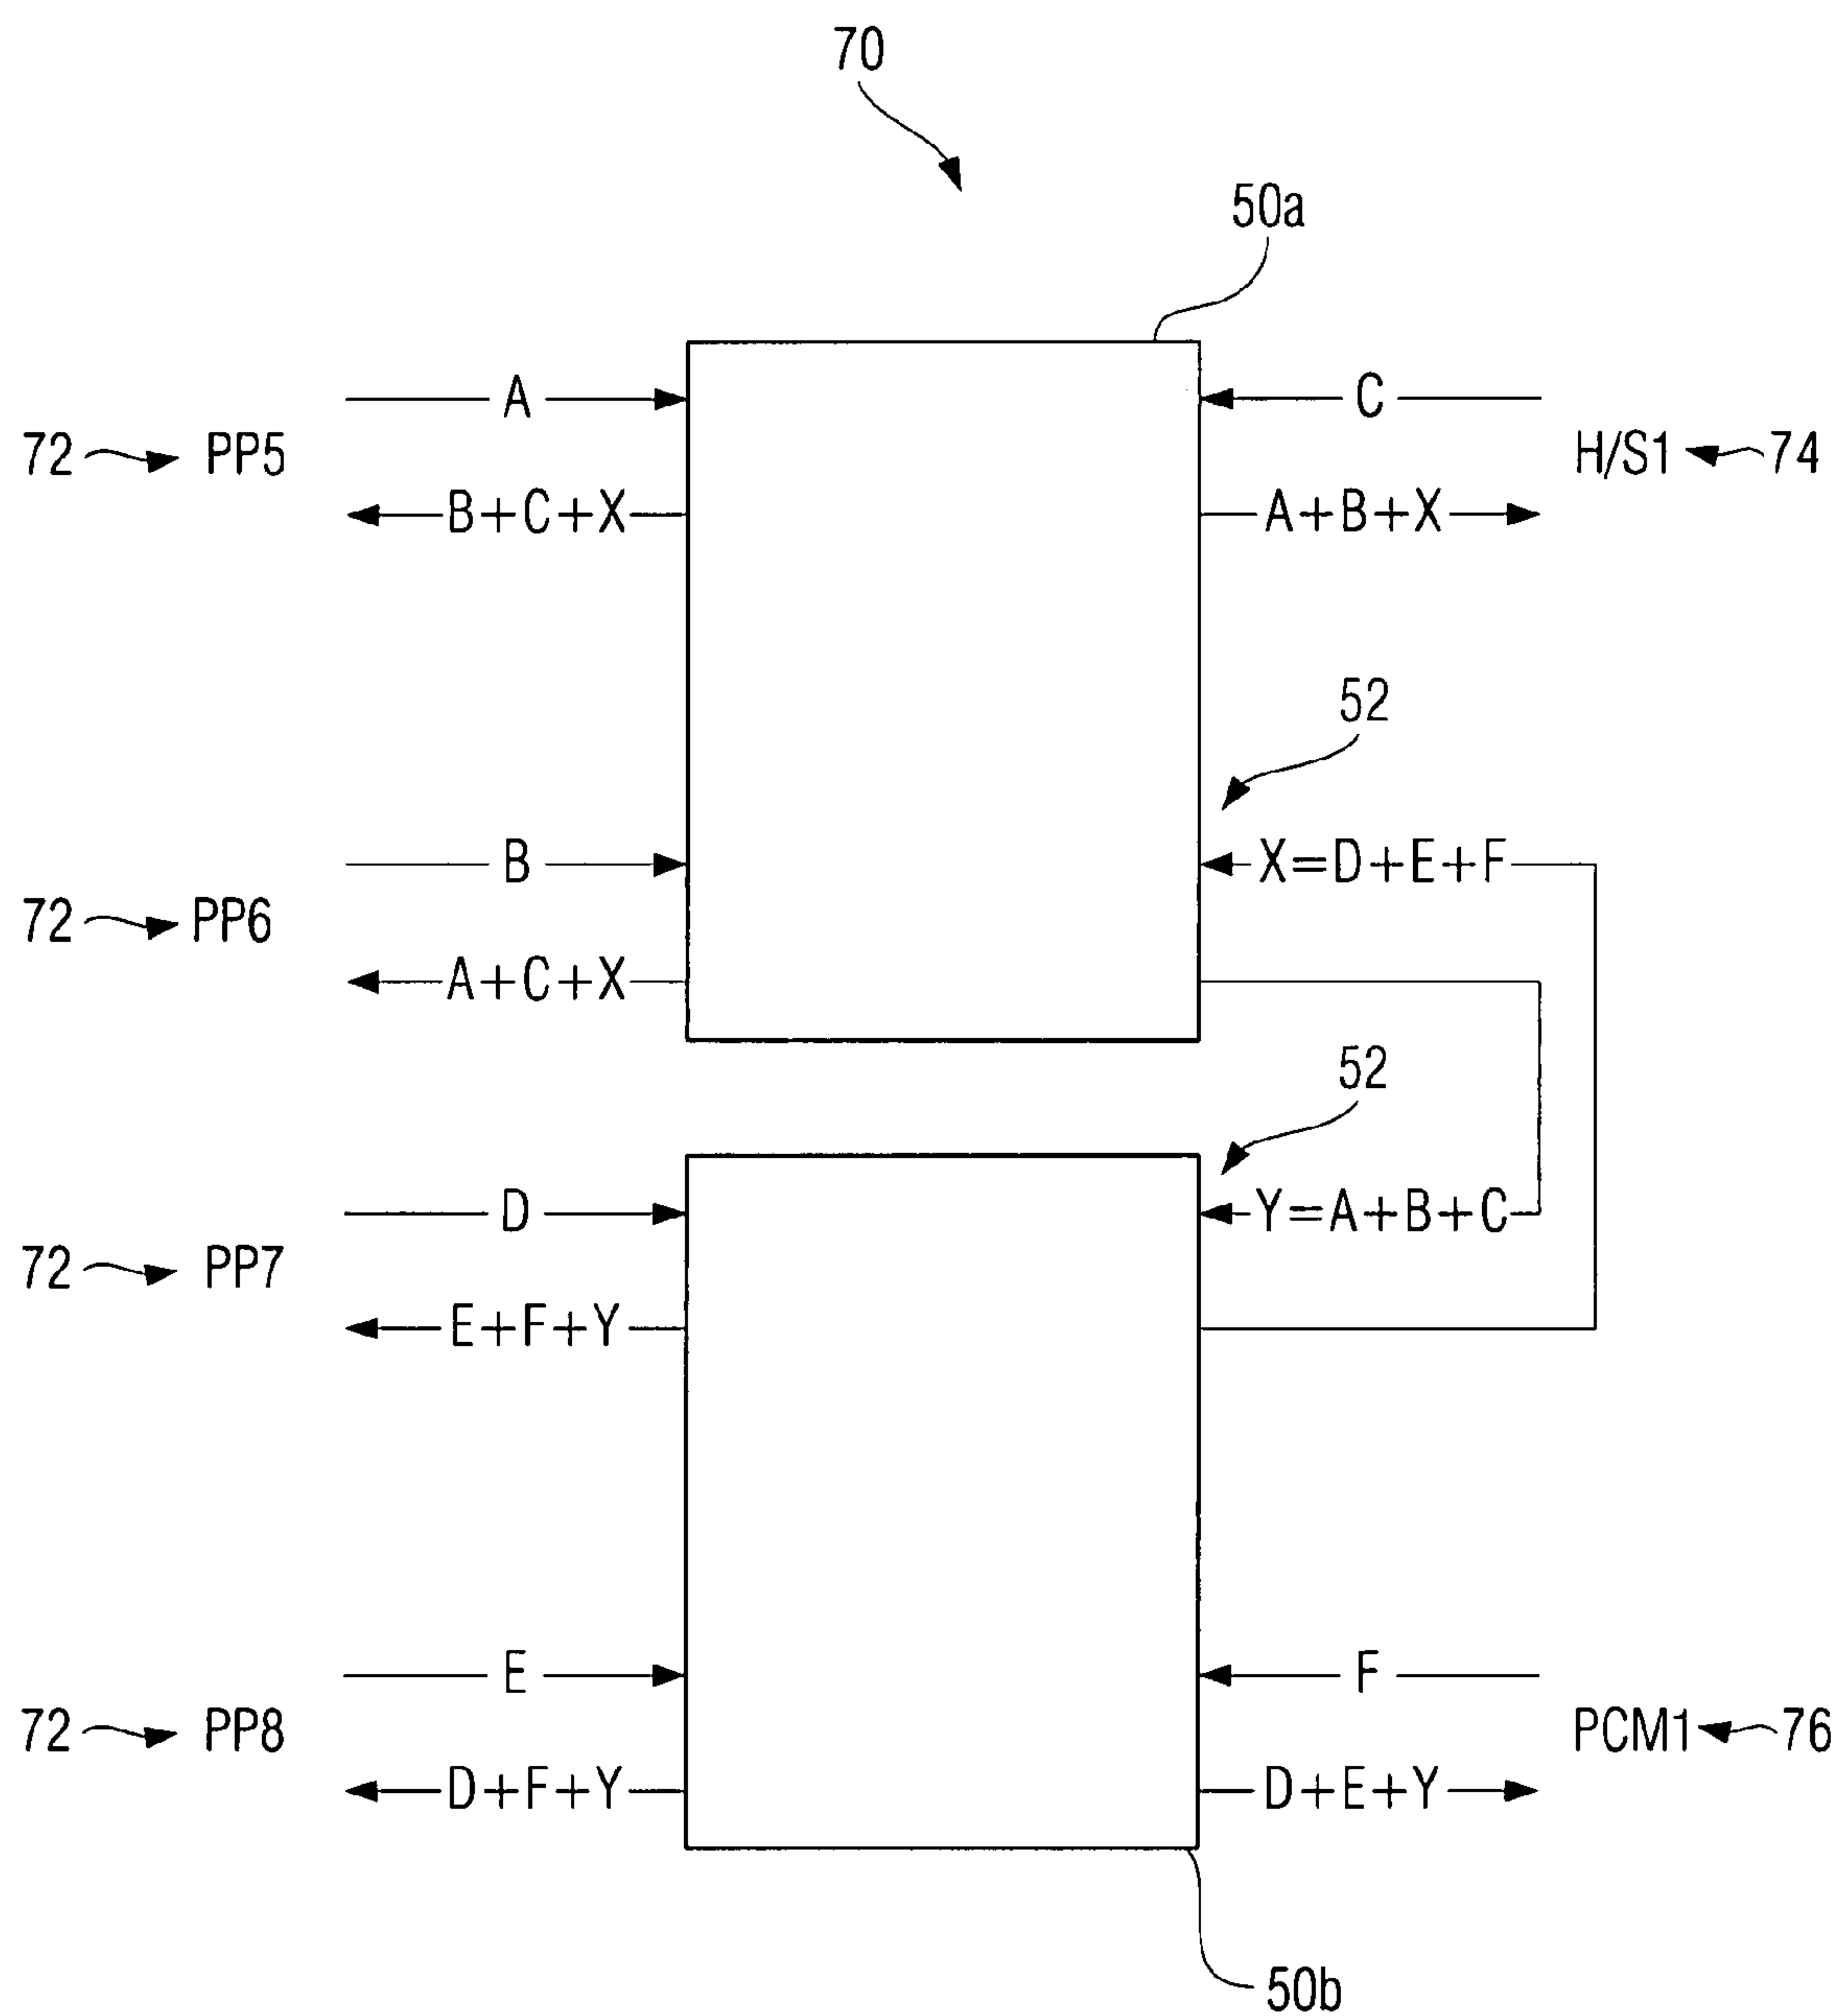 70
50a
A
C
72 PP5
H/S1 74
B+C+X
A+B+X
52
B
X=D+E+F
72 PP6
A+C+X
52
D
Y=A+B+C
72 PP7
E+F+Y
E
F
72 PP8
PCM1 76
D+F+Y
D+E+Y
50b